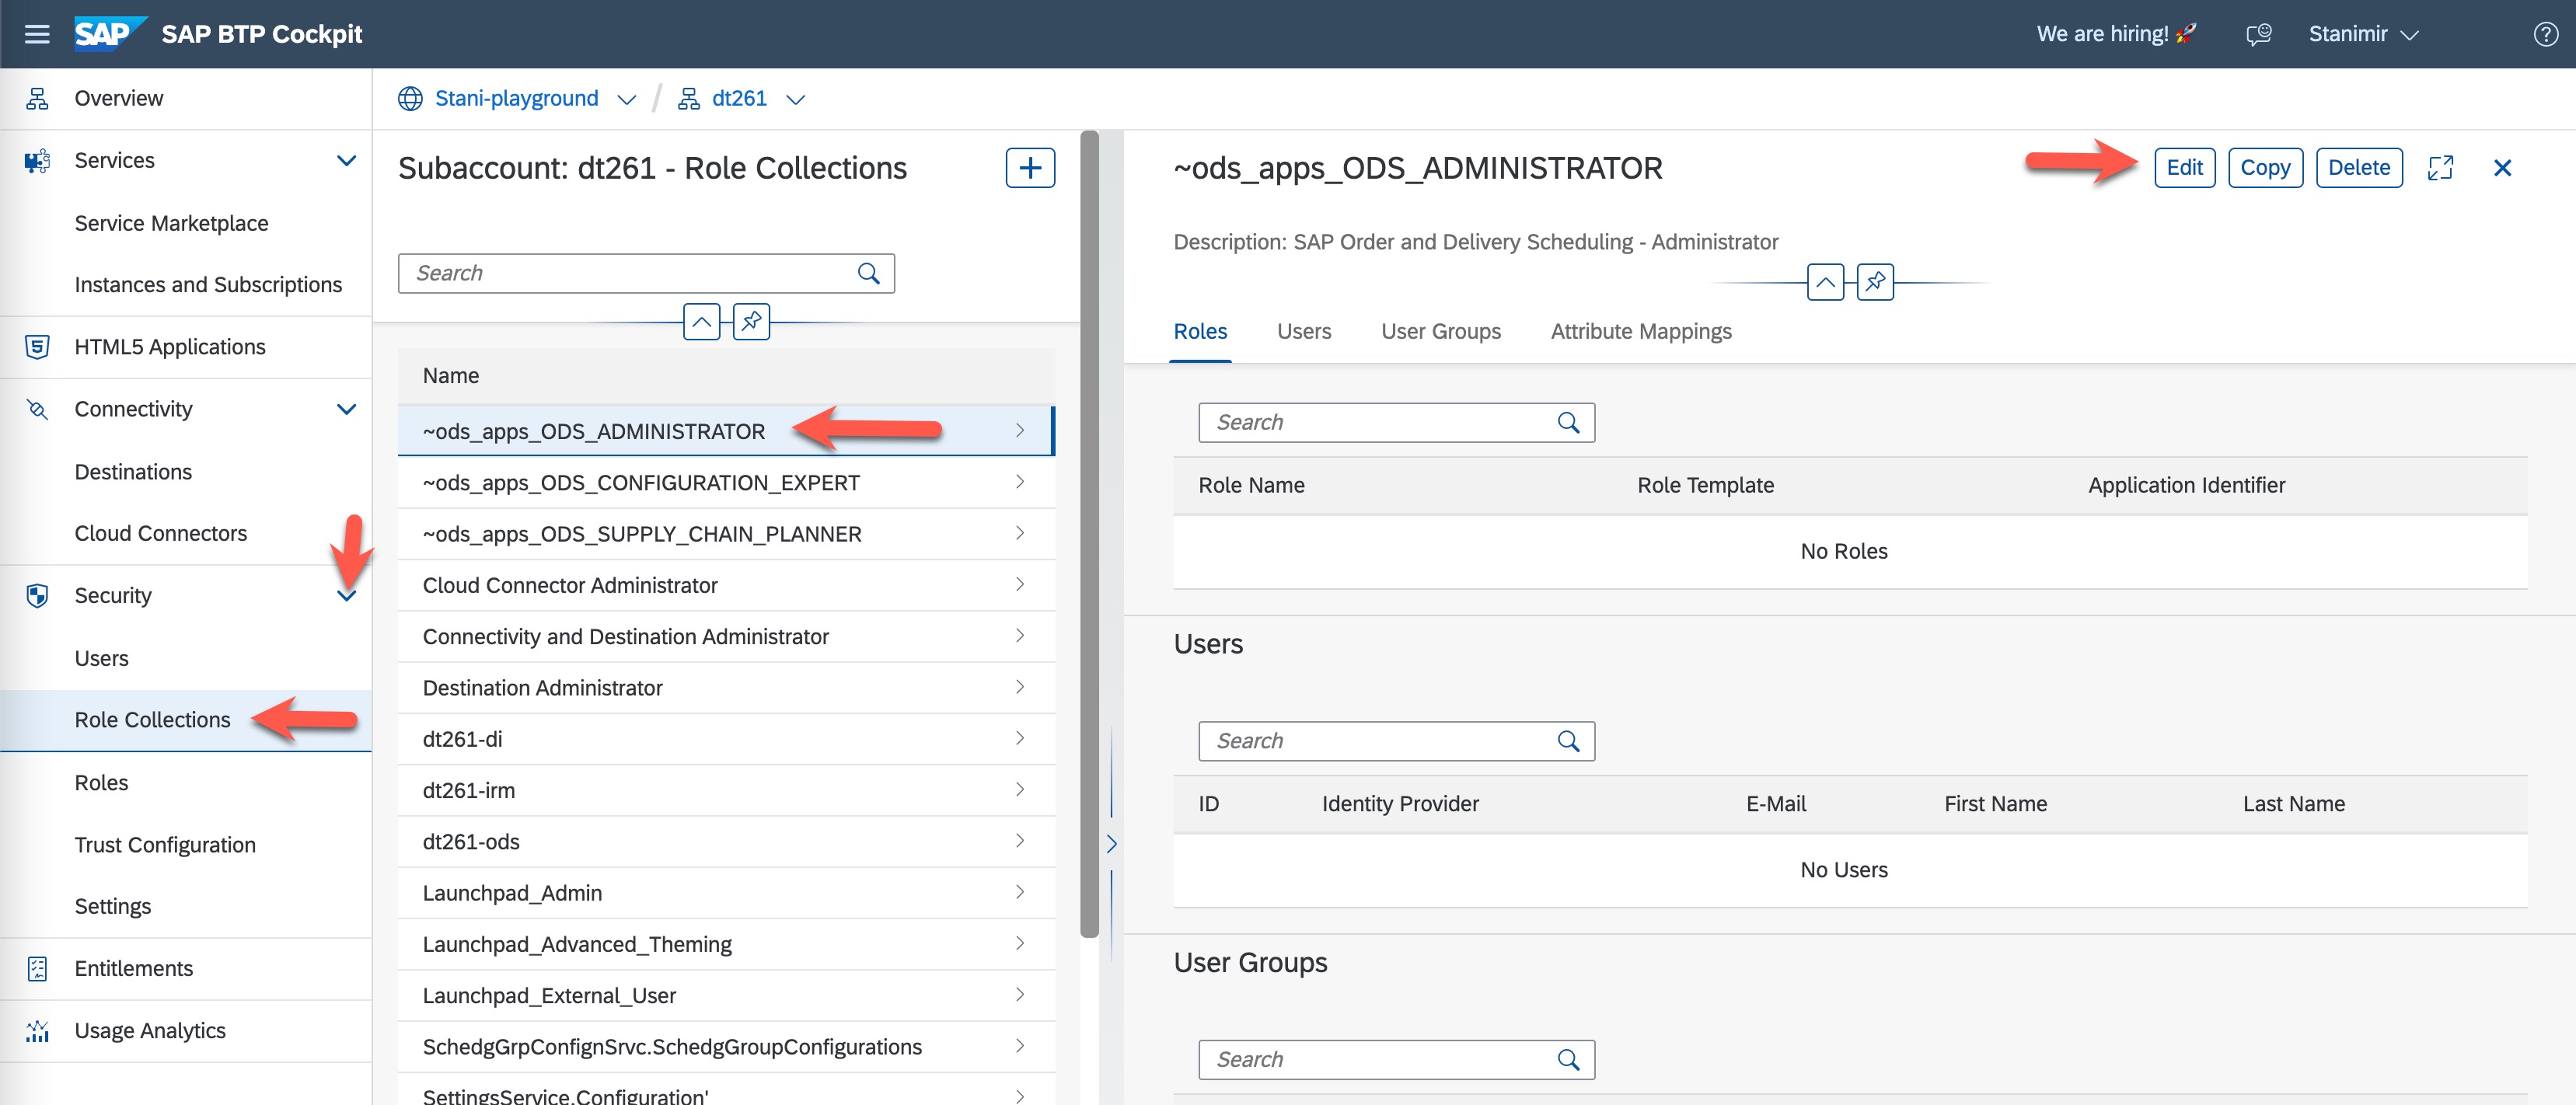 SAP SAP BTP Cockpit
We are hiring! 🚀
Stanimir
Overview
Services
Service Marketplace
Instances and Subscriptions
HTML5 Applications
Connectivity
Destinations
Cloud Connectors
Security
Users
Role Collections
Roles
Trust Configuration
Settings
Entitlements
Usage Analytics
Stani-playground / dt261
Subaccount: dt261 - Role Collections
Search
Name
~ods_apps_ODS_ADMINISTRATOR
~ods_apps_ODS_CONFIGURATION_EXPERT
~ods_apps_ODS_SUPPLY_CHAIN_PLANNER
Cloud Connector Administrator
Connectivity and Destination Administrator
Destination Administrator
dt261-di
dt261-irm
dt261-ods
Launchpad_Admin
Launchpad_Advanced_Theming
Launchpad_External_User
SchedgGrpConfignSrvc.SchedgGroupConfigurations
SettingsService.Configuration'
~ods_apps_ODS_ADMINISTRATOR
Edit Copy Delete
Description: SAP Order and Delivery Scheduling - Administrator
Roles Users User Groups Attribute Mappings
Search
Role Name Role Template Application Identifier
No Roles
Users
Search
ID Identity Provider E-Mail First Name Last Name
No Users
User Groups
Search